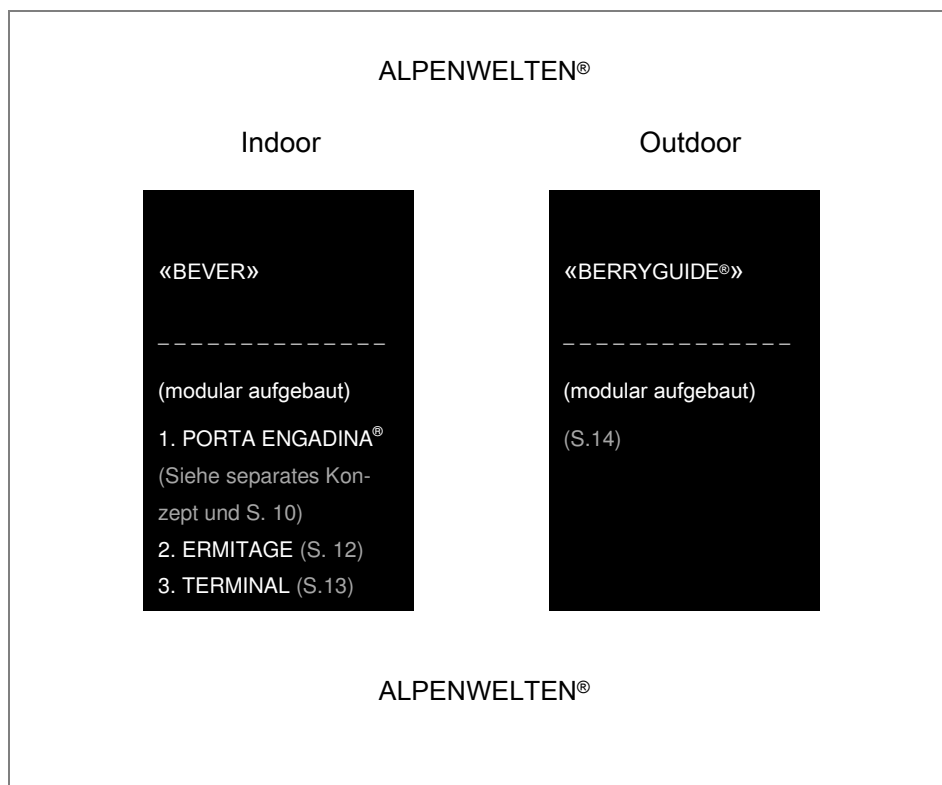 ALPENWELTEN®
Indoor
Outdoor
«BEVER»
_ _ _ _ _ _ _ _ _ _ _ _ _ _
(modular aufgebaut)
1. PORTA ENGADINA®
(Siehe separates Kon-
zept und S. 10)
2. ERMITAGE (S. 12)
3. TERMINAL (S.13)
«BERRYGUIDE®»
_ _ _ _ _ _ _ _ _ _ _ _ _ _
(modular aufgebaut)
(S.14)
ALPENWELTEN®